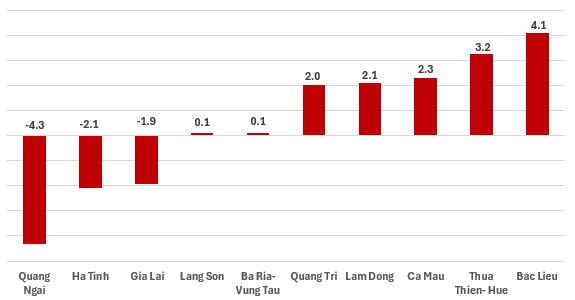 4.1
3.2
2.3
2.1
2.0
0.1
0.1
-1.9
-2.1
-4.3
Quang Ngai
Ha Tinh
Gia Lai
Lang Son
Ba Ria-
Vung Tau
Quang Tri
Lam Dong
Ca Mau
Thua
Thien- Hue
Bac Lieu